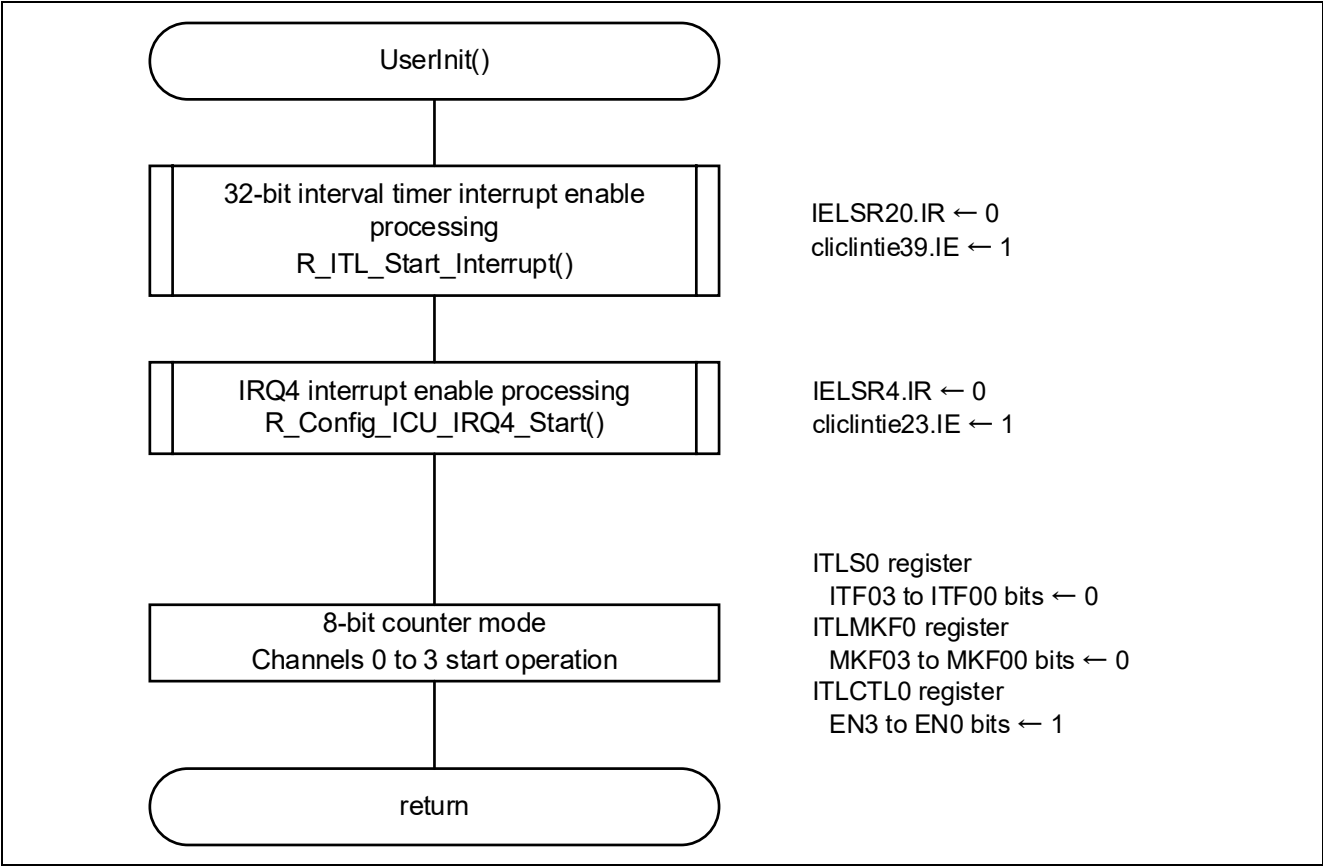 UserInit()
32-bit interval timer interrupt enable
processing
R_ITL_Start_Interrupt()
IELSR20.IR ← 0
cliclintie39.IE ← 1
IRQ4 interrupt enable processing
R_Config_ICU_IRQ4_Start()
IELSR4.IR ← 0
cliclintie23.IE ← 1
8-bit counter mode
Channels 0 to 3 start operation
ITLS0 register
ITF03 to ITF00 bits ← 0
ITLMKF0 register
MKF03 to MKF00 bits ← 0
ITLCTL0 register
EN3 to EN0 bits ← 1
return